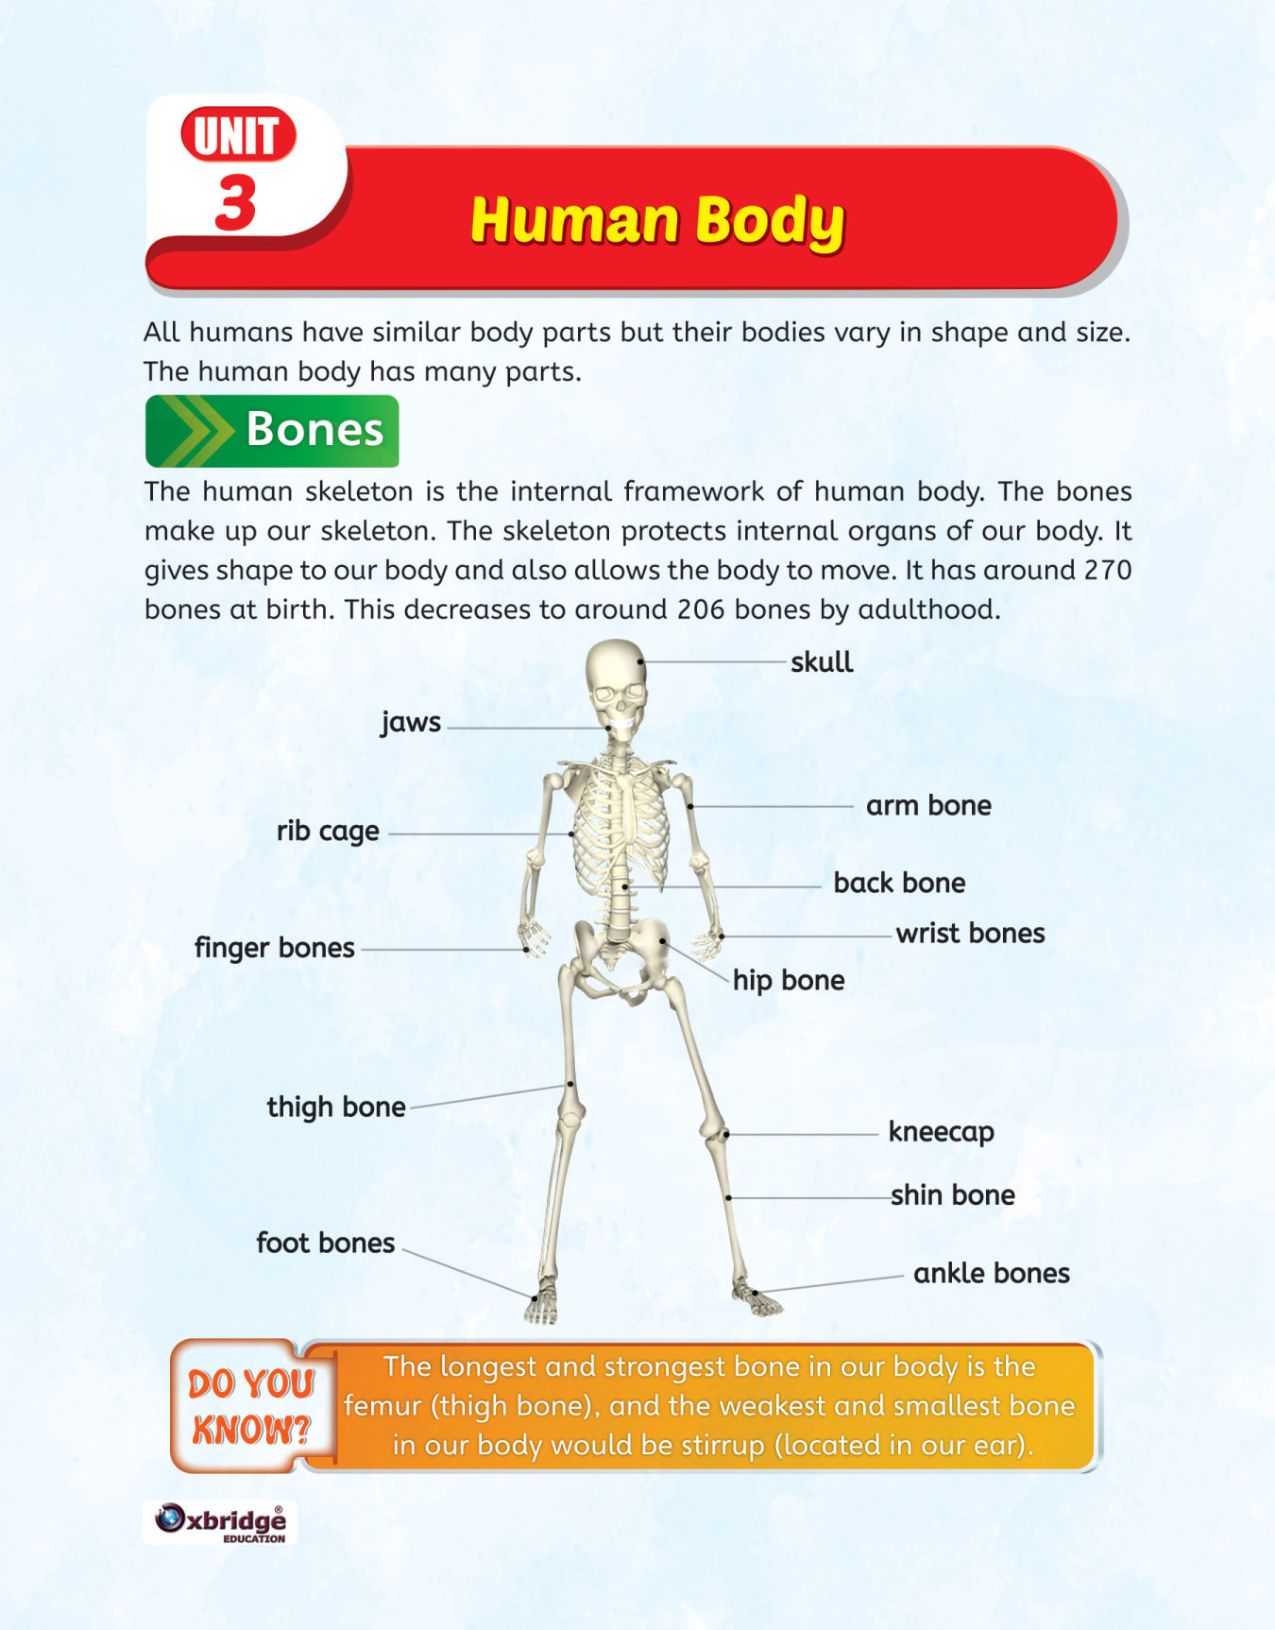 UNIT
3
Human Body
All humans have similar body parts but their bodies vary in shape and size.
The human body has many parts.
Bones
The human skeleton is the internal framework of human body. The bones
make up our skeleton. The skeleton protects internal organs of our body. It
gives shape to our body and also allows the body to move. It has around 270
bones at birth. This decreases to around 206 bones by adulthood.
skull
jaws
arm bone
rib cage
back bone
wrist bones
finger bones
hip bone
thigh bone
kneecap
shin bone
foot bones
ankle bones
DO YOU
KNOW?
The longest and strongest bone in our body is the
femur (thigh bone), and the weakest and smallest bone
in our body would be stirrup (located in our ear).
Oxbridge®
EDUCATION